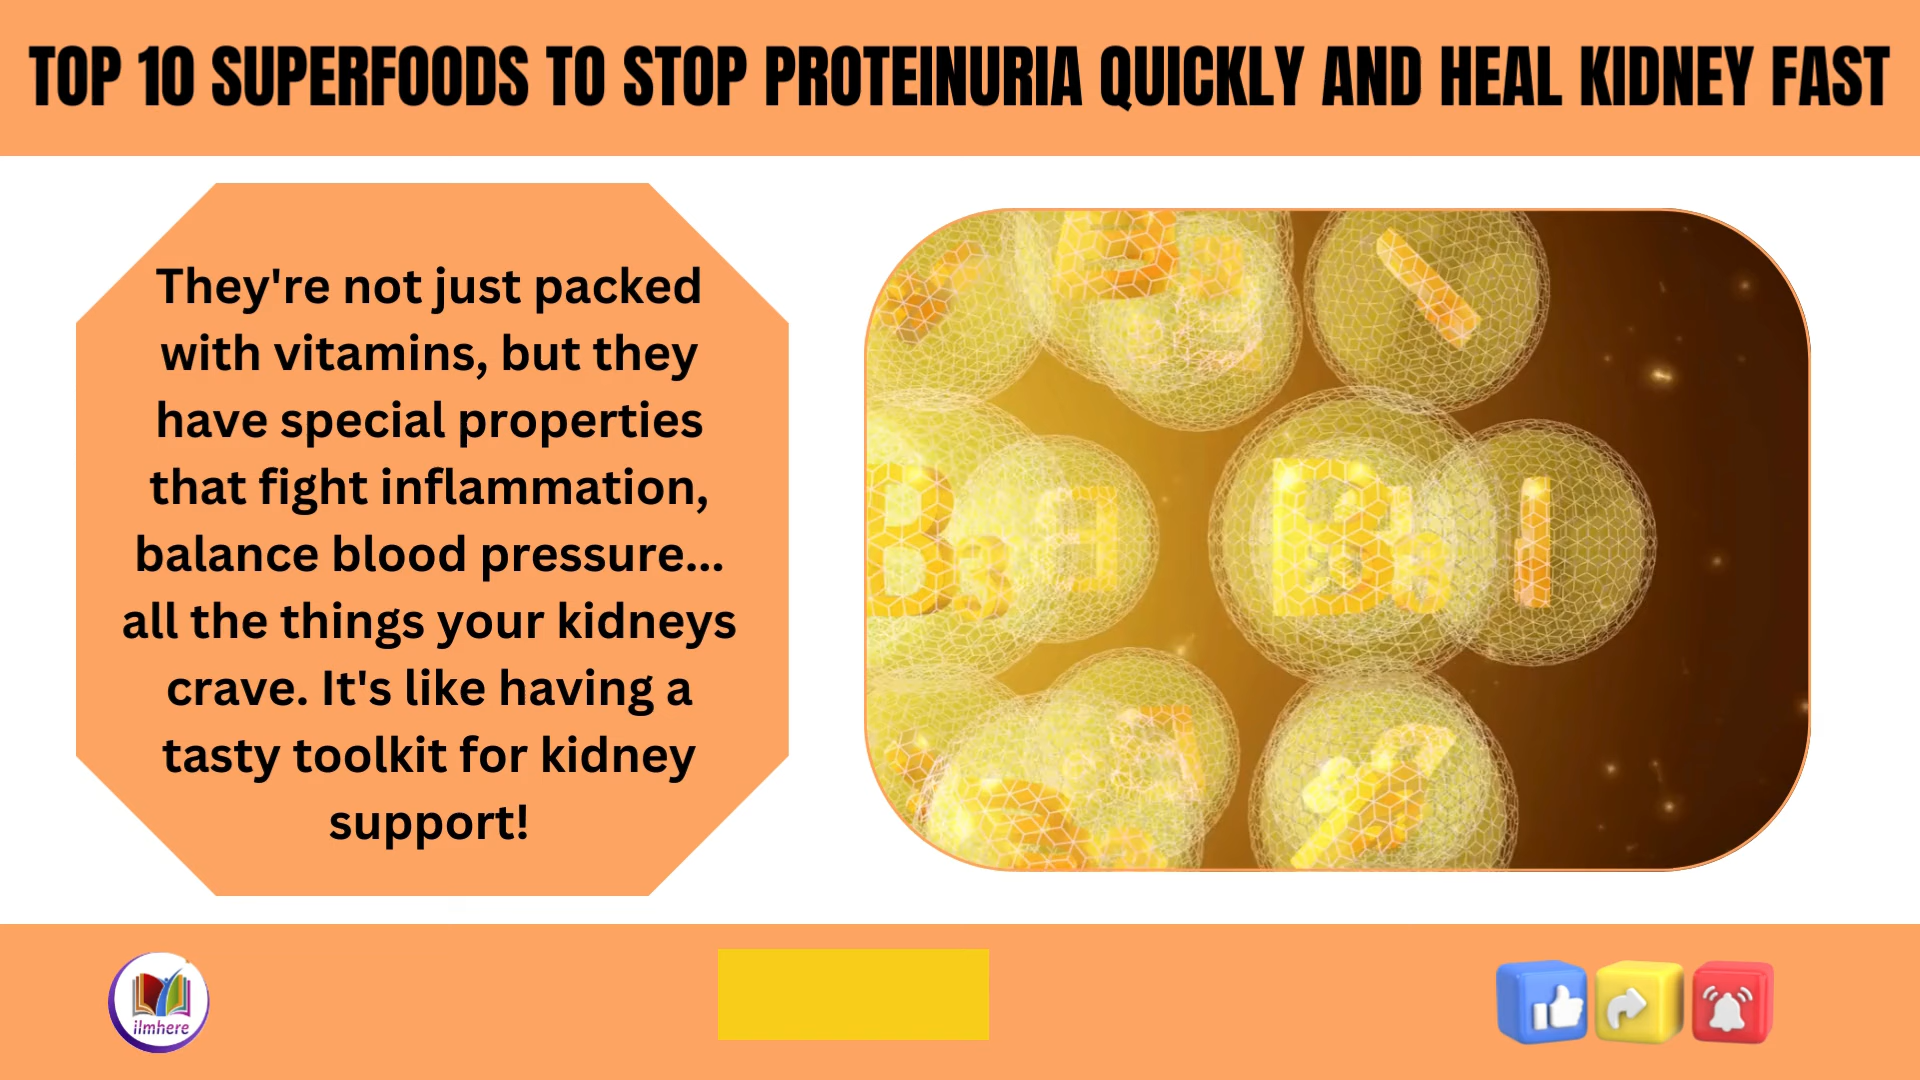 TOP 10 SUPERFOODS TO STOP PROTEINURIA QUICKLY AND HEAL KIDNEY FAST
They're not just packed
with vitamins, but they
have special properties
that fight inflammation,
balance blood pressure...
all the things your kidneys
crave. It's like having a
tasty toolkit for kidney
support!
B3
B6
ilmhere